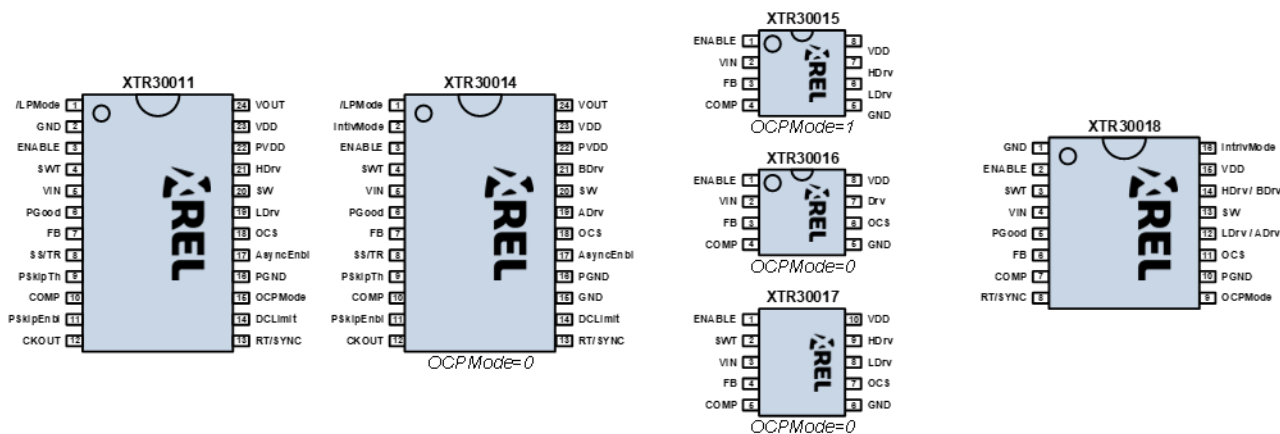 XTR30011
/LPMode 1 24 VOUT
GND 2 23 VDD
ENABLE 3 22 PVDD
SWT 4 21 HDrv
VIN 5 20 SW
PGood 6 19 LDrv
FB 7 18 OCS
SS/TR 8 17 AsyncEnbl
PSkipTh 9 16 PGND
COMP 10 15 OCPMode
PSkipEnbl 11 14 DCLimit
CKOUT 12 13 RT/SYNC
XREL
XTR30014
/LPMode 1 24 VOUT
IntlvMode 2 23 VDD
ENABLE 3 22 PVDD
SWT 4 21 BDrv
VIN 5 20 SW
PGood 6 19 ADrv
FB 7 18 OCS
SS/TR 8 17 AsyncEnbl
PSkipTh 9 16 PGND
COMP 10 15 GND
PSkipEnbl 11 14 DCLimit
CKOUT 12 13 RT/SYNC
XREL
OCPMode=0
XTR30015
ENABLE 1 8 VDD
VIN 2 7 HDrv
FB 3 6 LDrv
COMP 4 5 GND
XREL
OCPMode=1
XTR30016
ENABLE 1 8 VDD
VIN 2 7 Drv
FB 3 6 OCS
COMP 4 5 GND
XREL
OCPMode=0
XTR30017
ENABLE 1 10 VDD
SWT 2 9 HDrv
VIN 3 8 LDrv
FB 4 7 OCS
COMP 5 6 GND
XREL
OCPMode=0
XTR30018
GND 1 16 IntrlvMode
ENABLE 2 15 VDD
SWT 3 14 HDrv / BDrv
VIN 4 13 SW
PGood 5 12 LDrv / ADrv
FB 6 11 OCS
COMP 7 10 PGND
RT/SYNC 8 9 OCPMode
XREL